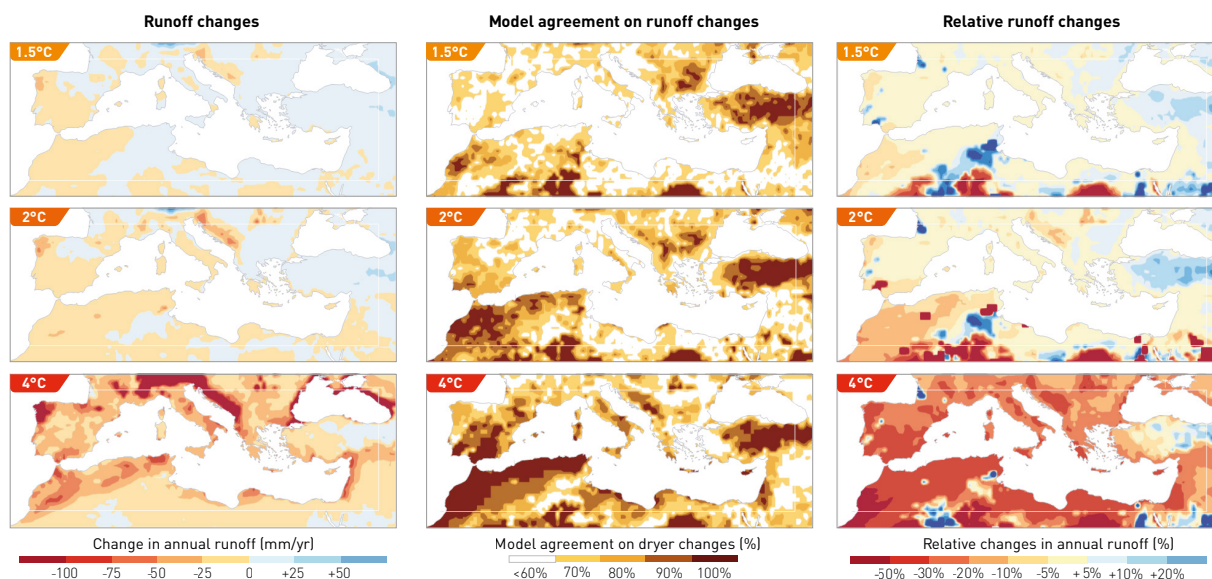 Runoff changes
Model agreement on runoff changes
Relative runoff changes
1.5°C
1.5°C
1.5°C
2°C
2°C
2°C
4°C
4°C
4°C
Change in annual runoff (mm/yr)
-100 -75 -50 -25 0 +25 +50
Model agreement on dryer changes (%)
<60% 70% 80% 90% 100%
Relative changes in annual runoff (%)
-50% -30% -20% -10% -5% + 5% +10% +20%